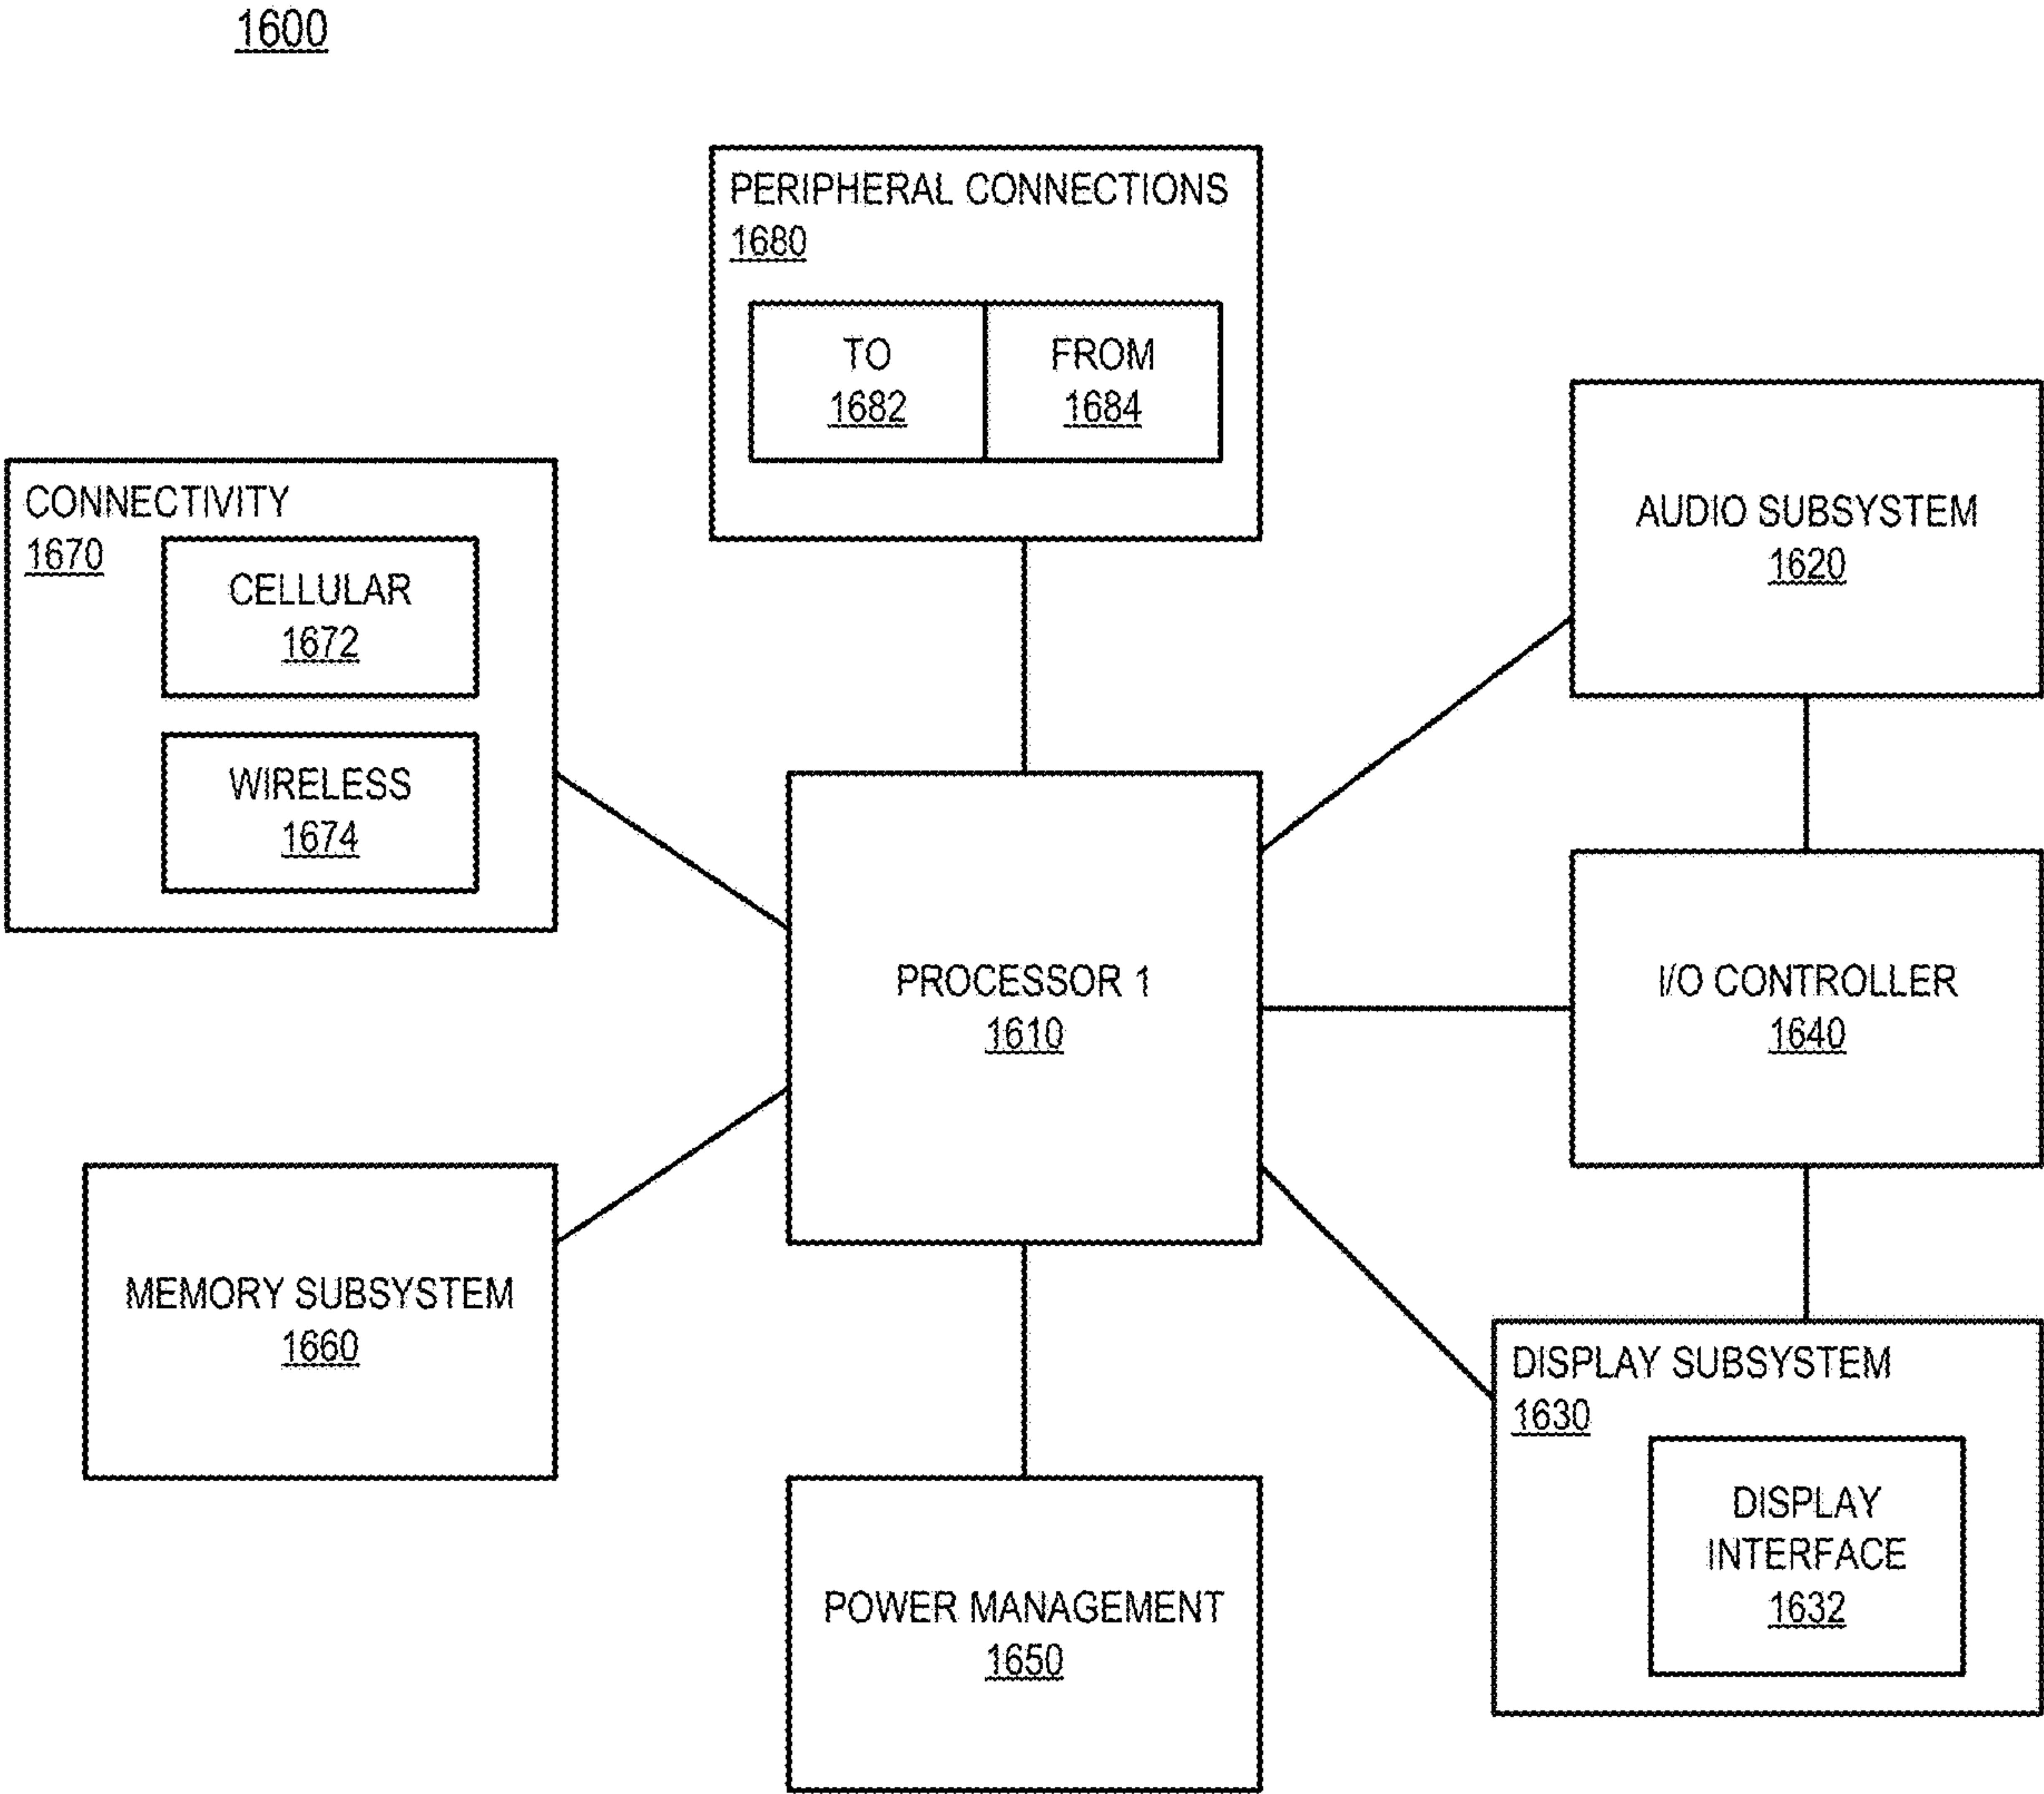 1600
PERIPHERAL CONNECTIONS
1680
TO
1682
FROM
1684
CONNECTIVITY
1670
CELLULAR
1672
WIRELESS
1674
AUDIO SUBSYSTEM
1620
PROCESSOR 1
1610
I/O CONTROLLER
1640
MEMORY SUBSYSTEM
1660
POWER MANAGEMENT
1650
DISPLAY SUBSYSTEM
1630
DISPLAY
INTERFACE
1632